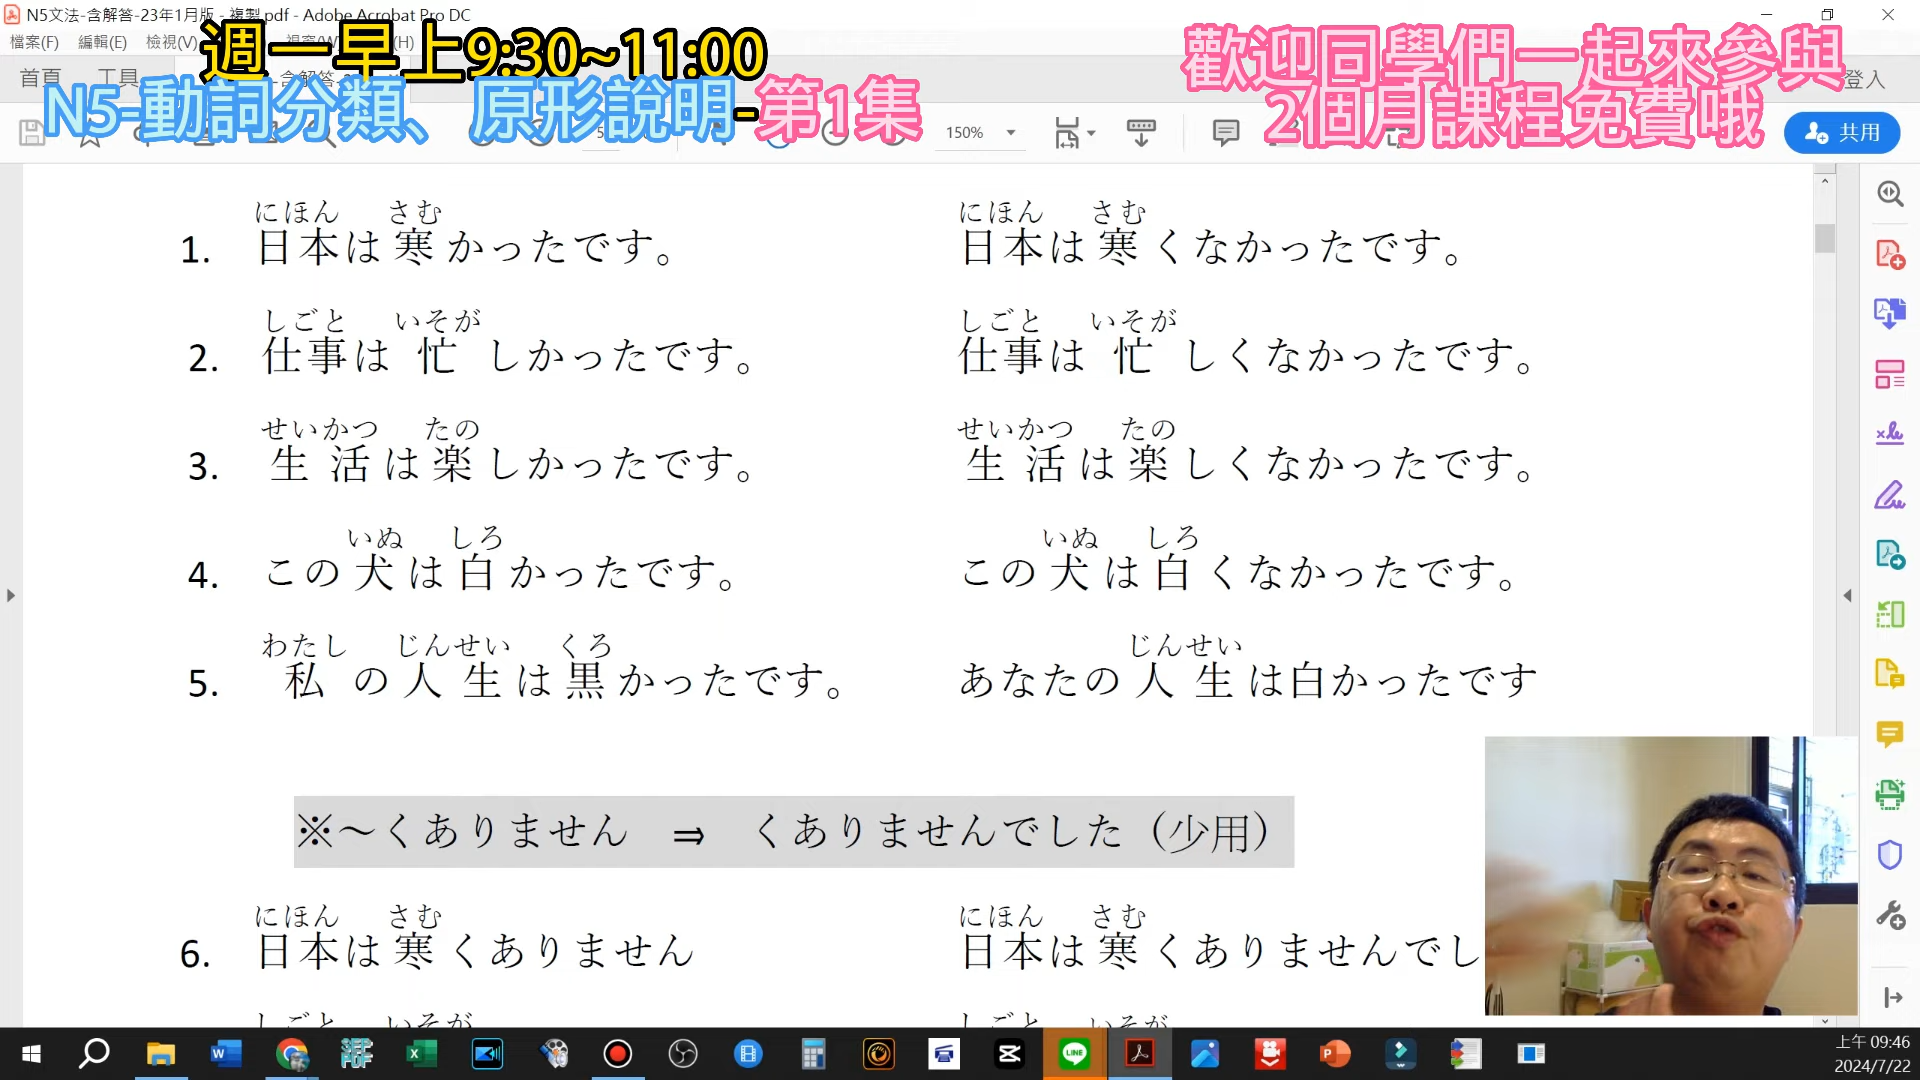 N5文法-含解答-23年1月版 - 複製.pdf - Adobe Acrobat Pro DC
檔案(F) 編輯(E) 檢視(V)
週一早上9:30~11:00
歡迎同學們一起來參與
首頁 工具 含解答 登入
N5-動詞分類、原形說明-第1集
2個月課程免費哦
150%
共用
にほん さむ
1. 日本は寒かったです。
にほん さむ
日本は寒くなかったです。
しごと いそが
2. 仕事は忙しかったです。
しごと いそが
仕事は忙しくなかったです。
せいかつ たの
3. 生活は楽しかったです。
せいかつ たの
生活は楽しくなかったです。
いぬ しろ
4. この犬は白かったです。
いぬ しろ
この犬は白くなかったです。
わたし じんせい くろ
5. 私の人生は黒かったです。
じんせい
あなたの人生は白かったです
※～くありません ⇒ くありませんでした（少用）
にほん さむ
6. 日本は寒くありません
にほん さむ
日本は寒くありませんでし
しごと いそが
しごと いそが
上午 09:46
2024/7/22